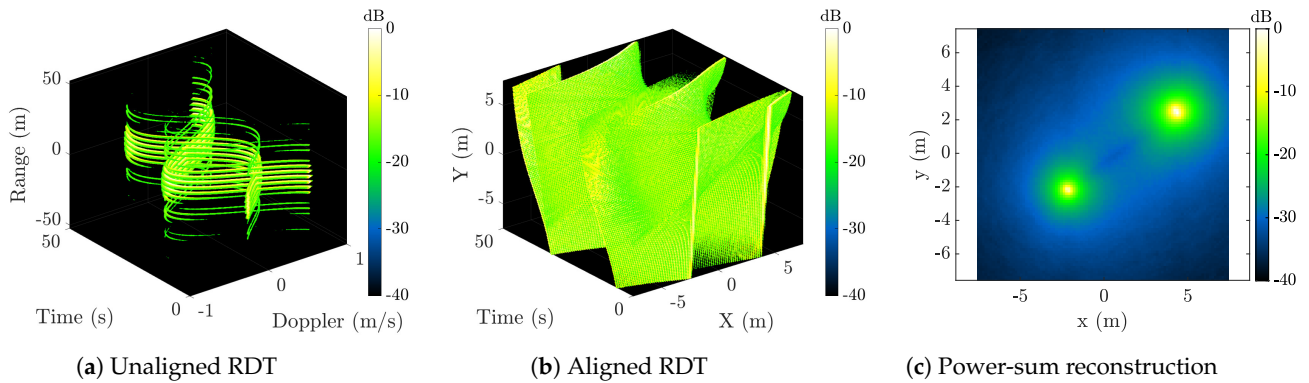 dB
0
-10
-20
-30
-40
50
0
-50
Range (m)
50
0
Time (s)
-1
0
1
Doppler (m/s)
(a) Unaligned RDT
dB
0
-10
-20
-30
-40
5
0
-5
Y (m)
50
0
Time (s)
-5
0
5
X (m)
(b) Aligned RDT
dB
0
-10
-20
-30
-40
6
4
2
0
-2
-4
-6
y (m)
-5
0
5
x (m)
(c) Power-sum reconstruction